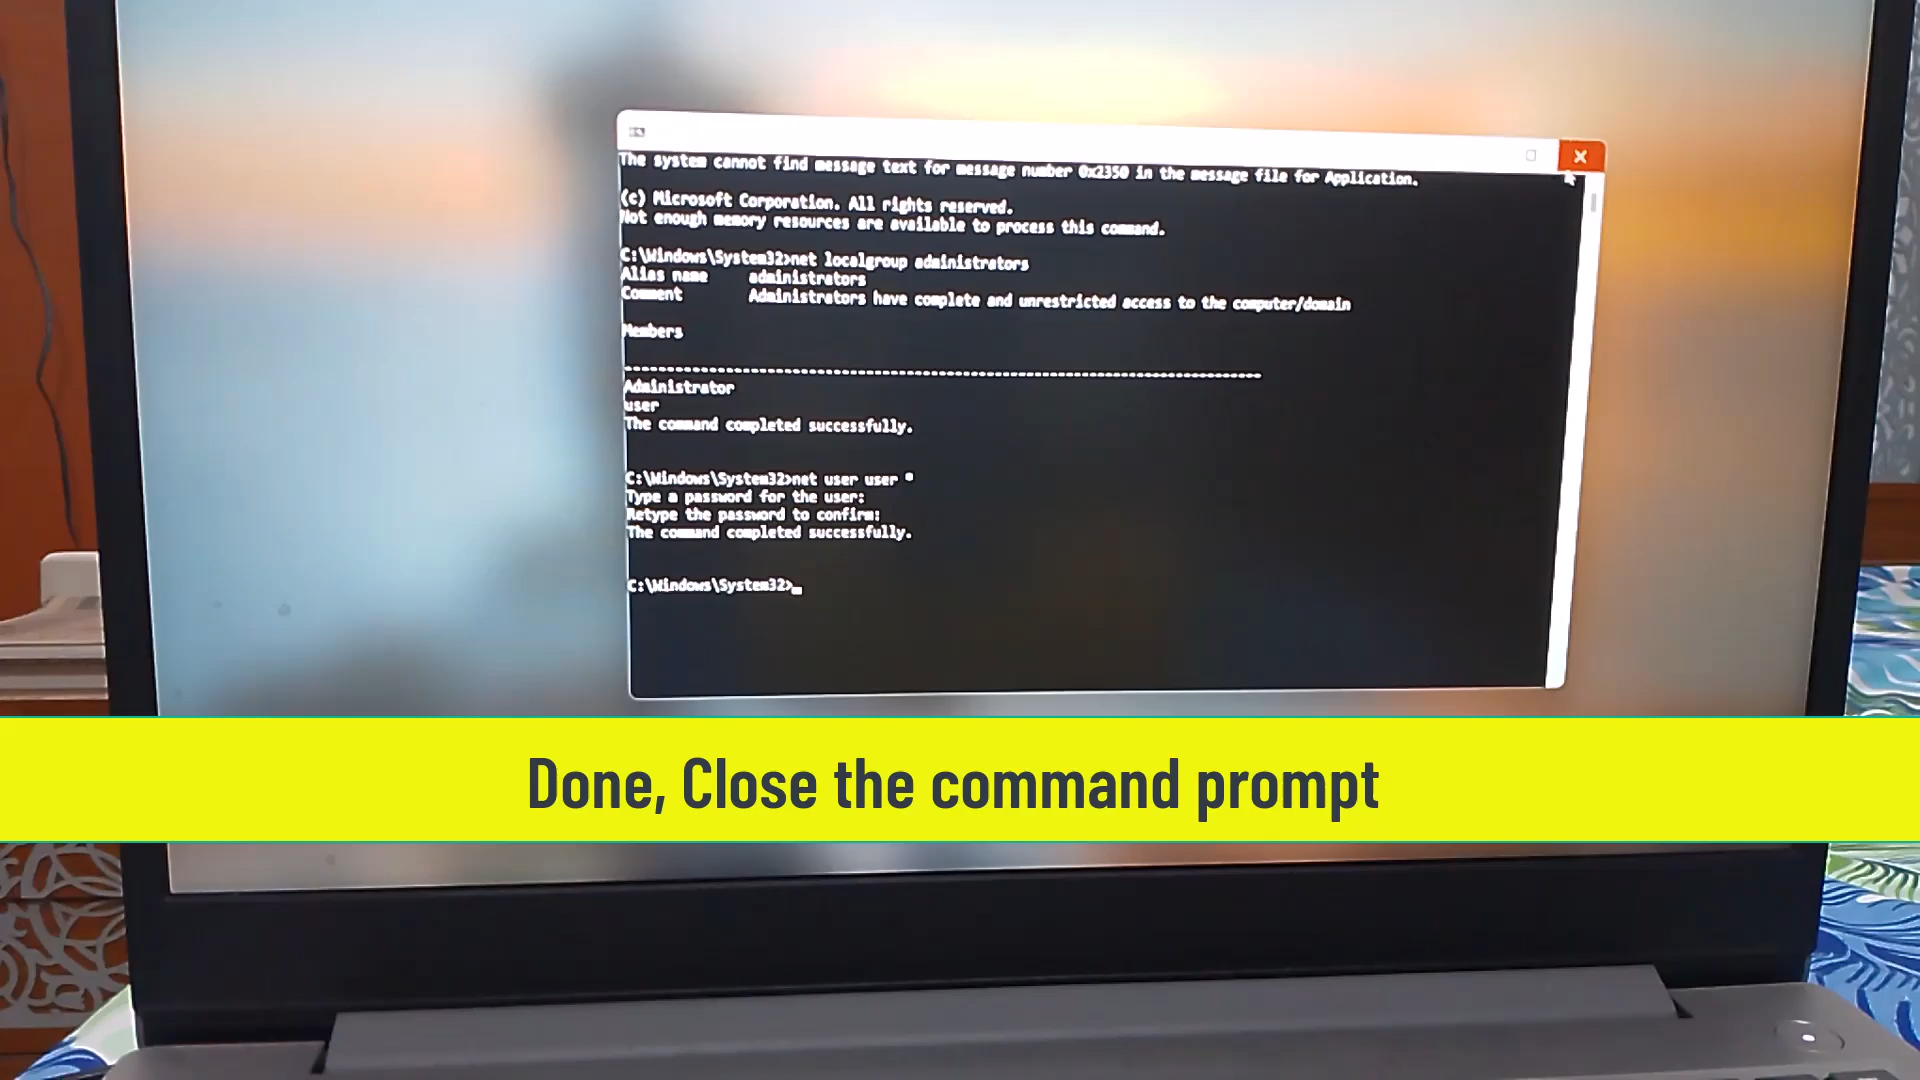 The system cannot find message text for message number 0x2350 in the message file for Application.
(c) Microsoft Corporation. All rights reserved.
Not enough memory resources are available to process this command.
C:\Windows\System32>net localgroup administrators
Alias name administrators
Comment Administrators have complete and unrestricted access to the computer/domain
Members
-------------------------------------------------------------------------------
Administrator
user
The command completed successfully.
C:\Windows\System32>net user user *
Type a password for the user:
Retype the password to confirm:
The command completed successfully.
C:\Windows\System32>
Done, Close the command prompt